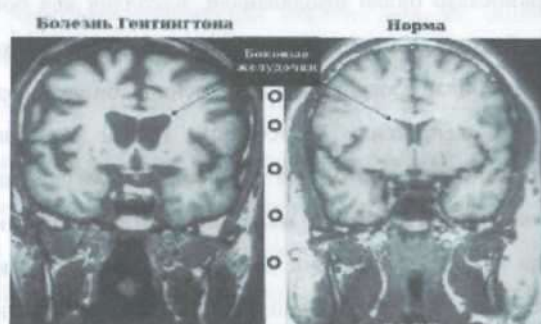 Болезнь Гентингтона
Норма
Боковые
желудочки